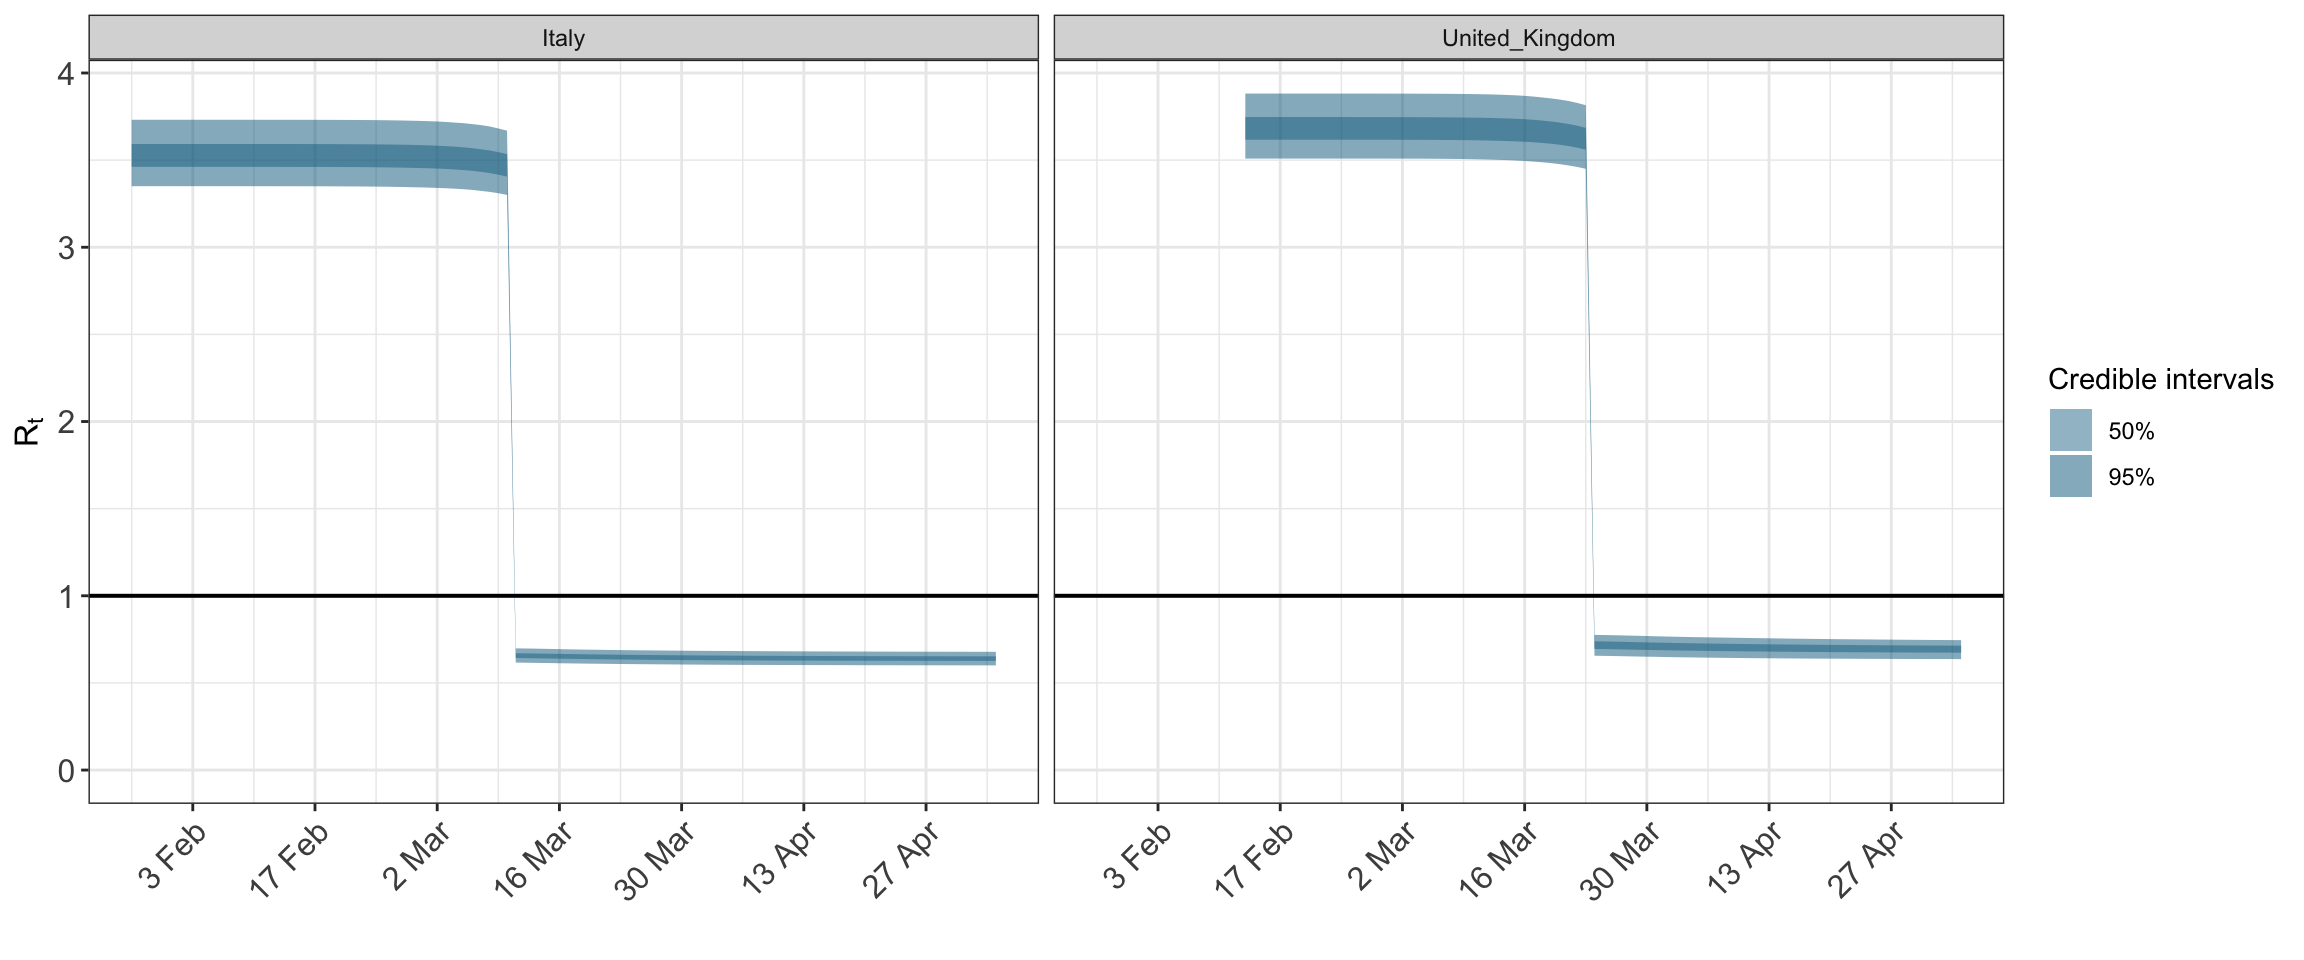 Italy
United_Kingdom
4
3
2
1
0
Rt
3 Feb
17 Feb
2 Mar
16 Mar
30 Mar
13 Apr
27 Apr
3 Feb
17 Feb
2 Mar
16 Mar
30 Mar
13 Apr
27 Apr
Credible intervals
50%
95%